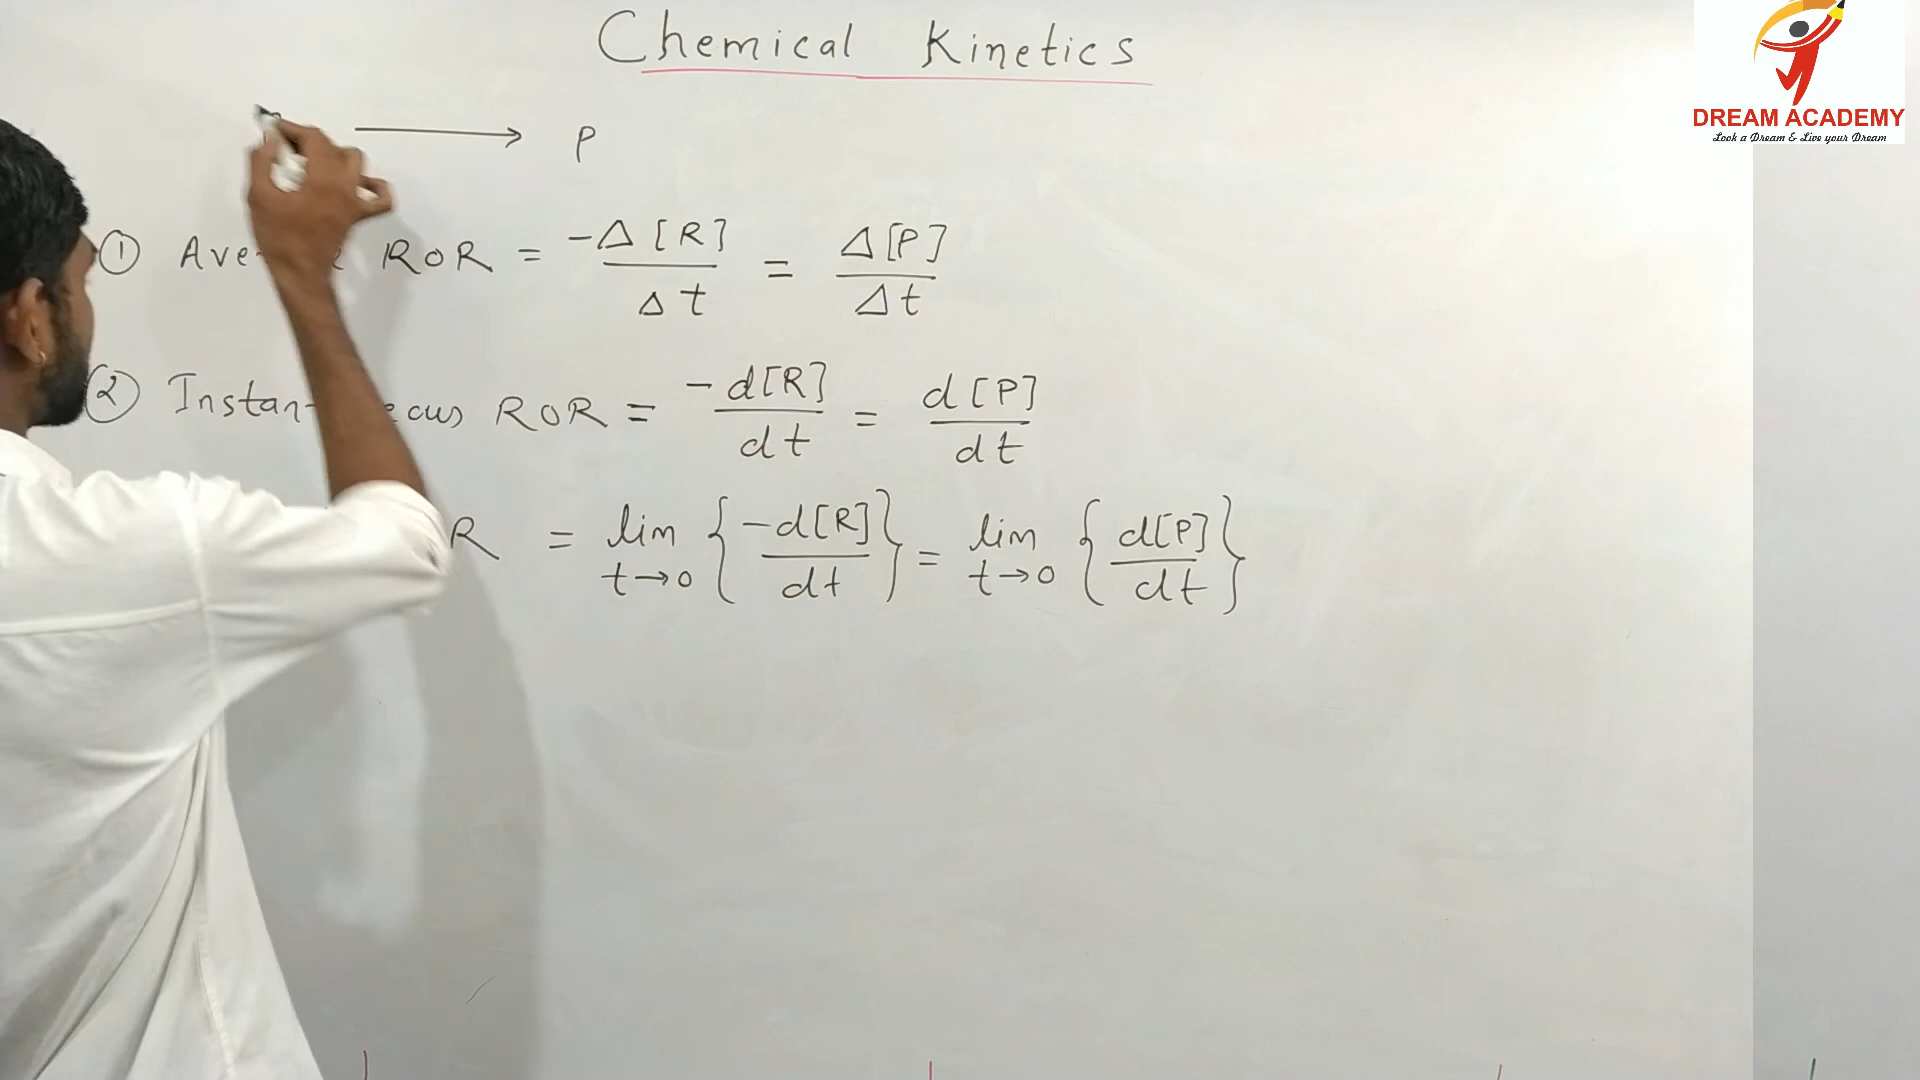 Chemical Kinetics
DREAM ACADEMY
Look a Dream & Live your Dream
⟶ P
① ROR = -Δ[R]/Δt = Δ[P]/Δt
② ROR = -d[R]/dt = d[P]/dt
R = lim t→0 {-d[R]/dt} = lim t→0 {d[P]/dt}